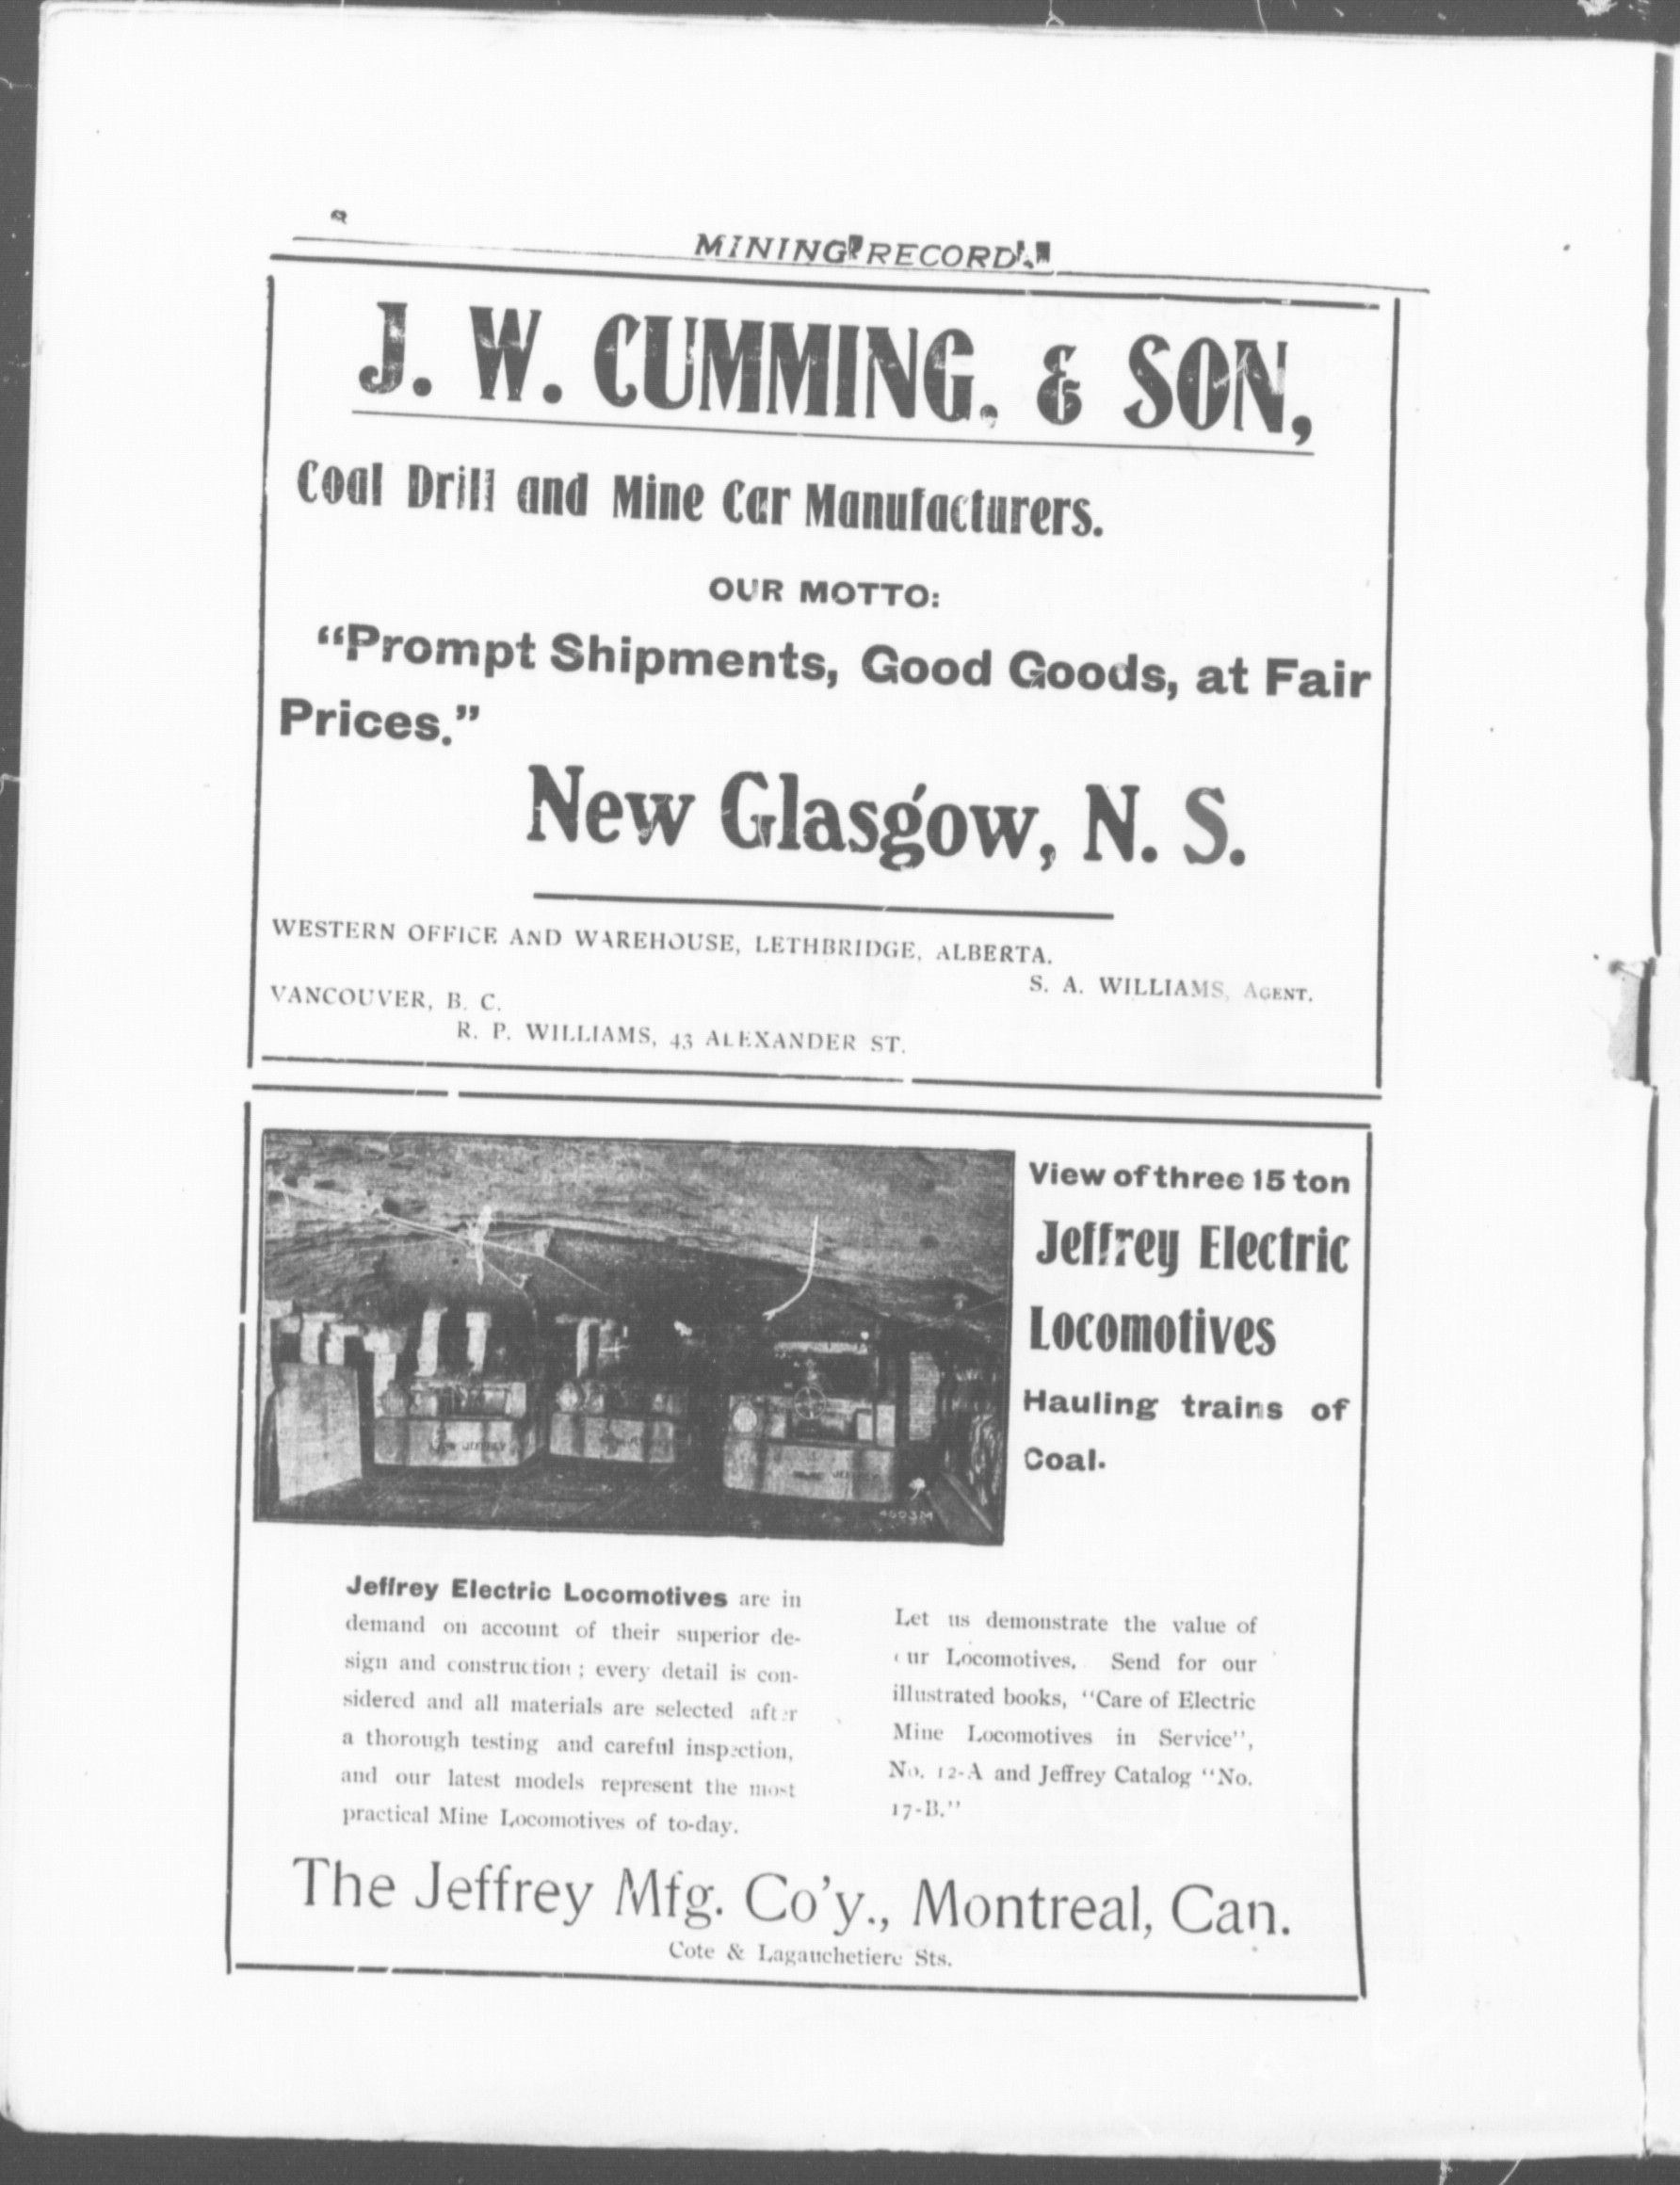 MINING RECORD
J. W. CUMMING. & SON,
Coal Drill and Mine Car Manufacturers.
OUR MOTTO:
"Prompt Shipments, Good Goods, at Fair
Prices."
New Glasgow, N. S.
WESTERN OFFICE AND WAREHOUSE, LETHBRIDGE, ALBERTA.
S. A. WILLIAMS, AGENT.
VANCOUVER, B. C.
R. P. WILLIAMS, 43 ALEXANDER ST.
View of three 15 ton
Jeffrey Electric
Locomotives
Hauling trains of
Coal.
JEFFREY
JEFFREY
4003M
Jeffrey Electric Locomotives are in
demand on account of their superior de-
sign and construction; every detail is con-
sidered and all materials are selected after
a thorough testing and careful inspection,
and our latest models represent the most
practical Mine Locomotives of to-day.
Let us demonstrate the value of
our Locomotives. Send for our
illustrated books, "Care of Electric
Mine Locomotives in Service",
No. 12-A and Jeffrey Catalog "No.
17-B."
The Jeffrey Mfg. Co'y., Montreal, Can.
Cote & Lagauchetiere Sts.